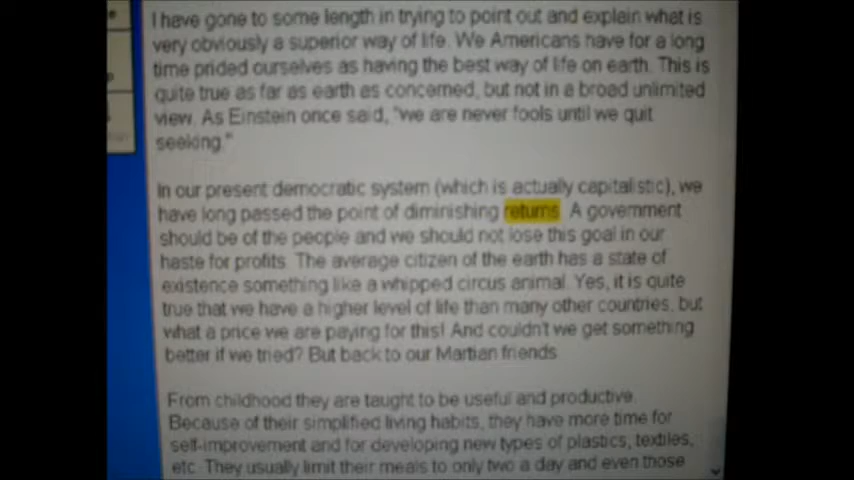 I have gone to some length in trying to point out and explain what is
very obviously a superior way of life. We Americans have for a long
time prided ourselves as having the best way of life on earth. This is
quite true as far as earth as concerned, but not in a broad unlimited
view. As Einstein once said, "we are never fools until we quit
seeking."
In our present democratic system (which is actually capitalistic), we
have long passed the point of diminishing returns. A government
should be of the people and we should not lose this goal in our
haste for profits. The average citizen of the earth has a state of
existence something like a whipped circus animal. Yes, it is quite
true that we have a higher level of life than many other countries, but
what a price we are paying for this! And couldn't we get something
better if we tried? But back to our Martian friends.
From childhood they are taught to be useful and productive.
Because of their simplified living habits, they have more time for
self-improvement and for developing new types of plastics, textiles,
etc. They usually limit their meals to only two a day and even those